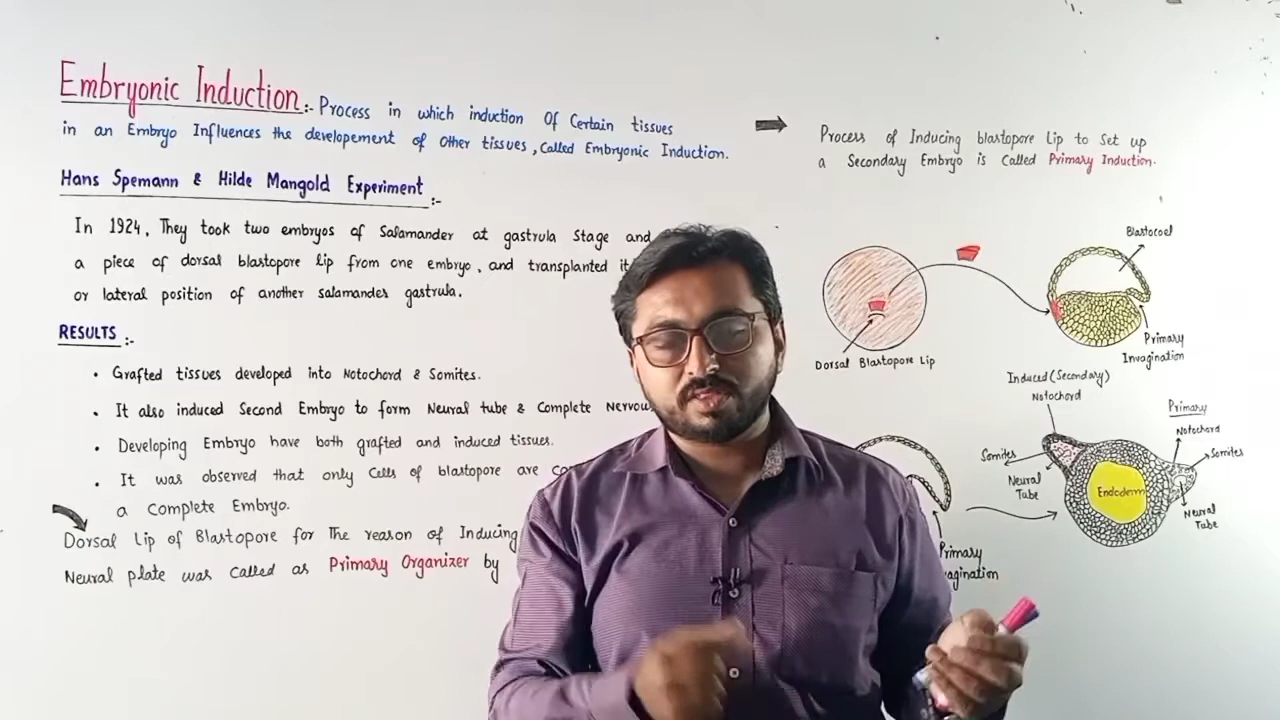 Embryonic Induction :- Process in which induction Of Certain tissues
in an Embryo Influences the developement of Other tissues, Called Embryonic Induction.
Hans Spemann & Hilde Mangold Experiment :-
In 1924, They took two embryos of Salamander at gastrula Stage and
a piece of dorsal blastopore lip from one embryo, and transplanted it
or lateral position of another salamander gastrula.
RESULTS :-
• Grafted tissues developed into Notochord & Somites.
• It also induced Second Embryo to form Neural tube & Complete Nervou
• Developing Embryo have both grafted and induced tissues.
• It was observed that only Cells of blastopore are
a Complete Embryo.
Dorsal Lip of Blastopore for The reason of Inducing
Neural plate was Called as Primary Organizer by
Process of Inducing blastopore Lip to Set up
a Secondary Embryo is Called Primary Induction.
Dorsal Blastopore Lip
Blastocoel
Primary
Invagination
Induced (Secondary)
Notochord
Somites
Neural
Tube
Endoderm
Primary
Notochord
Somites
Neural
Tube
Primary
agination